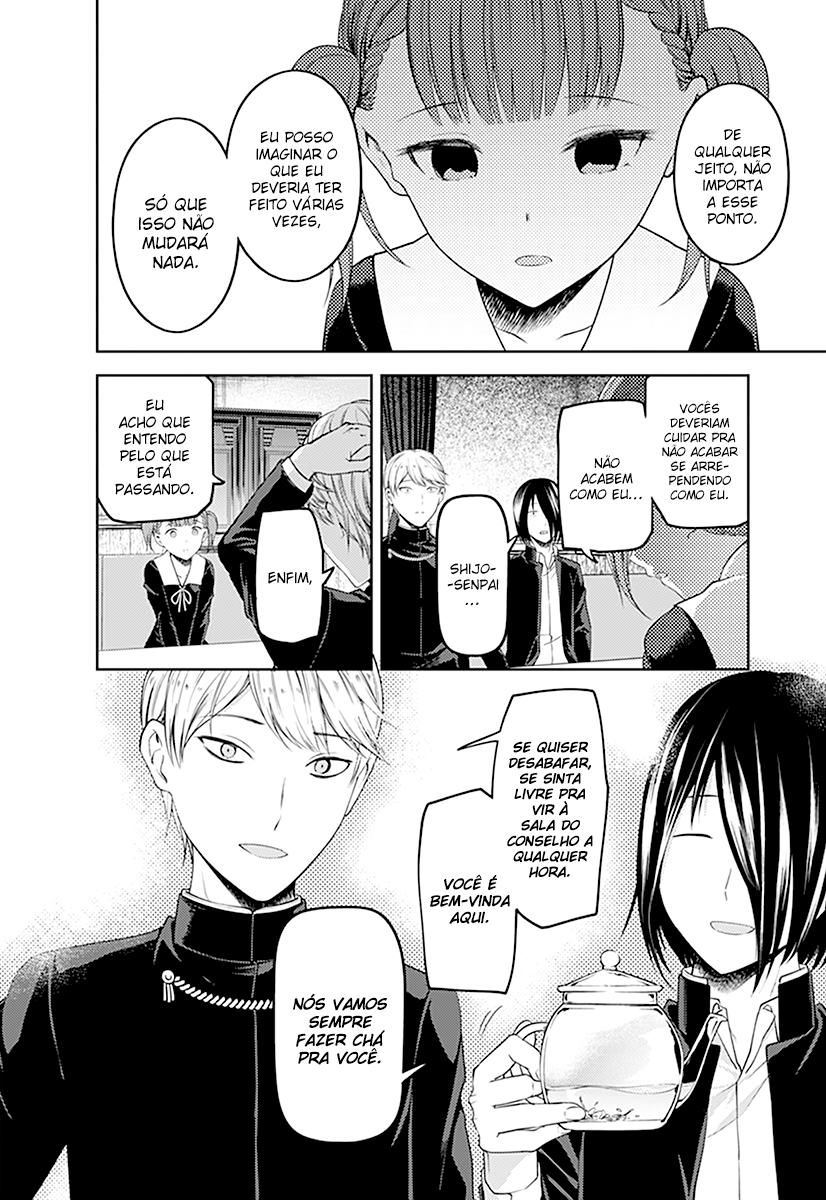 DE
QUALQUER
JEITO, NÃO
IMPORTA
A ESSE
PONTO.
EU POSSO
IMAGINAR O
QUE EU
DEVERIA TER
FEITO VÁRIAS
VEZES,
SÓ QUE
ISSO NÃO
MUDARÁ
NADA.
VOCÊS
DEVERIAM
CUIDAR PRA
NÃO ACABAR
SE ARRE-
PENDENDO
COMO EU.
NÃO
ACABEM
COMO EU...
SHIJO-
-SENPAI
...
ENFIM,
EU
ACHO QUE
ENTENDO
PELO QUE
ESTÁ
PASSANDO.
SE QUISER
DESABAFAR,
SE SINTA
LIVRE PRA
VIR À
SALA DO
CONSELHO A
QUALQUER
HORA.
VOCÊ É
BEM-VINDA
AQUI.
NÓS VAMOS
SEMPRE
FAZER CHÁ
PRA VOCÊ.